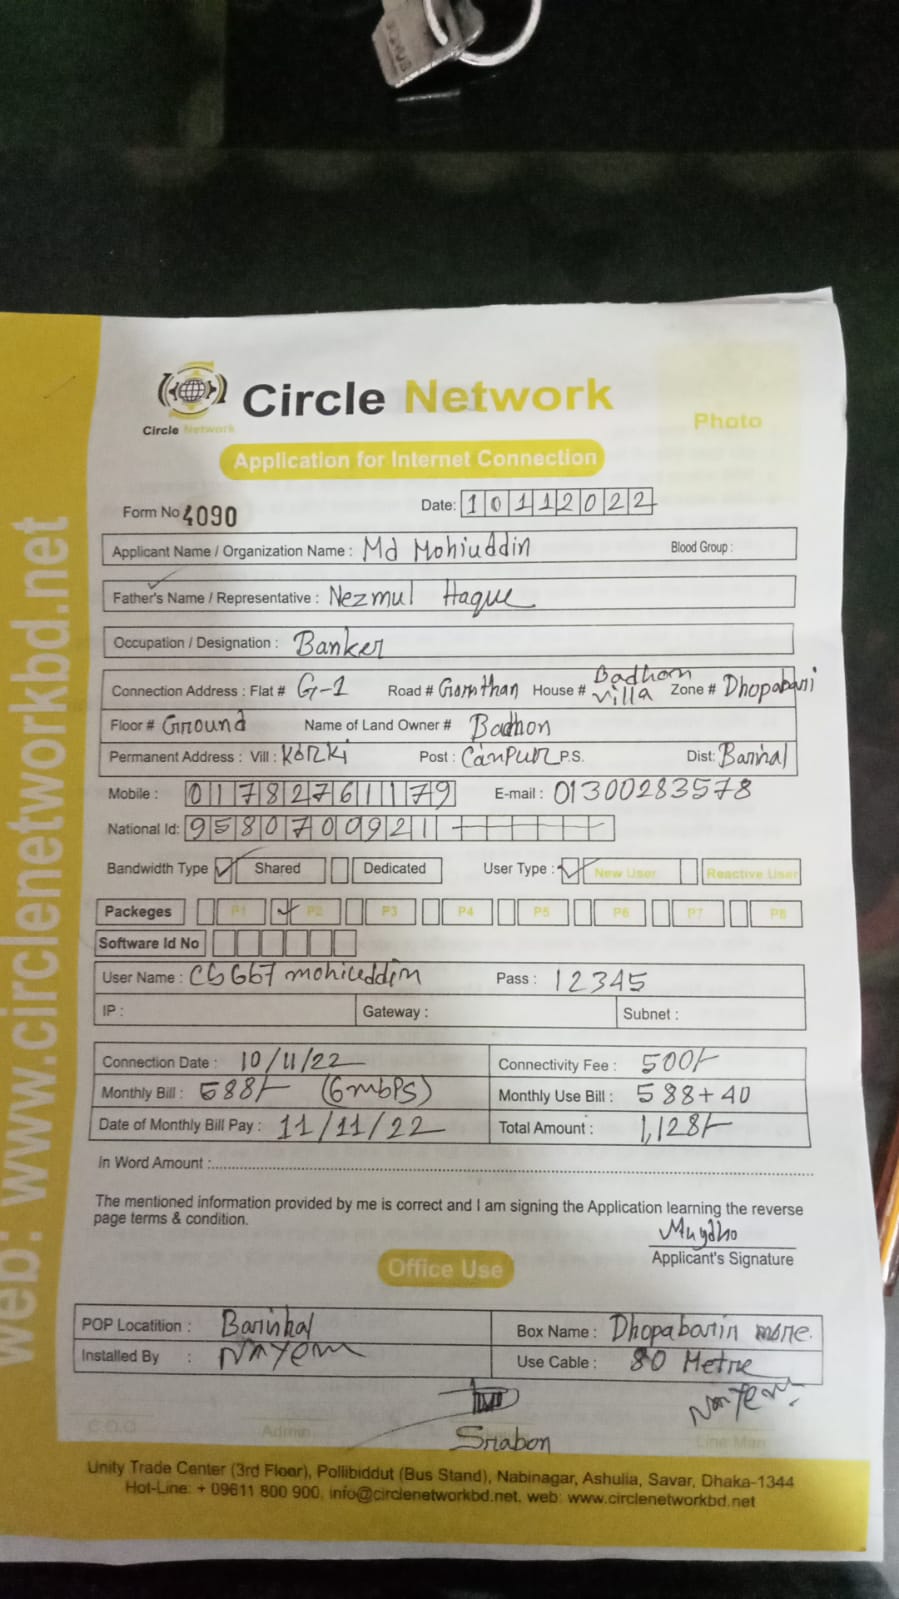 Circle Network
Circle Network
Photo
Application for Internet Connection
Form No 4090 Date: 10112022
Applicant Name / Organization Name : Md Mohiuddin Blood Group :
Father's Name / Representative : Nezmul Haque
Occupation / Designation : Banker
Connection Address : Flat # G-1 Road # House # Badhon Villa Zone # Dhopabari
Floor # Ground Name of Land Owner # Badhon
Permanent Address : Vill : Post : P.S. Dist: Barishal
Mobile : 01782761179 E-mail : 01300283578
National Id: 9580709921
Bandwidth Type Shared Dedicated User Type : New User Reactive User
Packeges P1 P2 P3 P4 P5 P6 P7 P8
Software Id No
User Name : Pass : 12345
IP : Gateway : Subnet :
Connection Date : 10/11/22 Connectivity Fee : 500/-
Monthly Bill : 588/- (6mbps) Monthly Use Bill : 588+40
Date of Monthly Bill Pay : 11/11/22 Total Amount : 1,128/-
In Word Amount :
The mentioned information provided by me is correct and I am signing the Application learning the reverse
page terms & condition.
Mugdho
Applicant's Signature
Office Use
POP Locatition : Barishal Box Name : Dhopabarir more.
Installed By : Nayem Use Cable : 80 Metre
Nayem
Srabon
C.O.O Admin Line Man
Unity Trade Center (3rd Floor), Pollibiddut (Bus Stand), Nabinagar, Ashulia, Savar, Dhaka-1344
Hot-Line: + 09611 800 900, info@circlenetworkbd.net, web: www.circlenetworkbd.net
web: www.circlenetworkbd.net